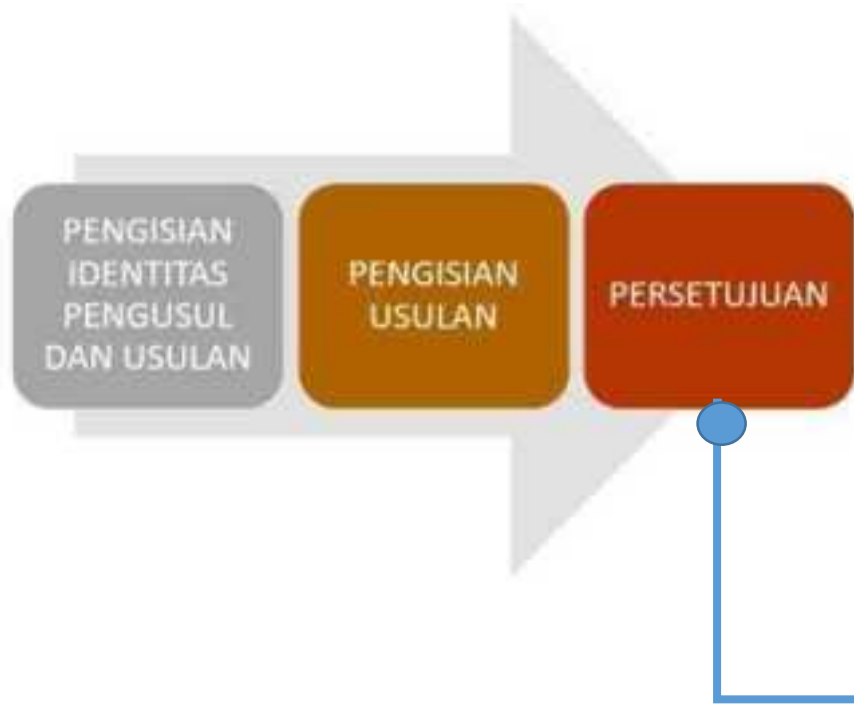 PENGISIAN
IDENTITAS
PENGUSUL
DAN USULAN
PENGISIAN
USULAN
PERSETUJUAN